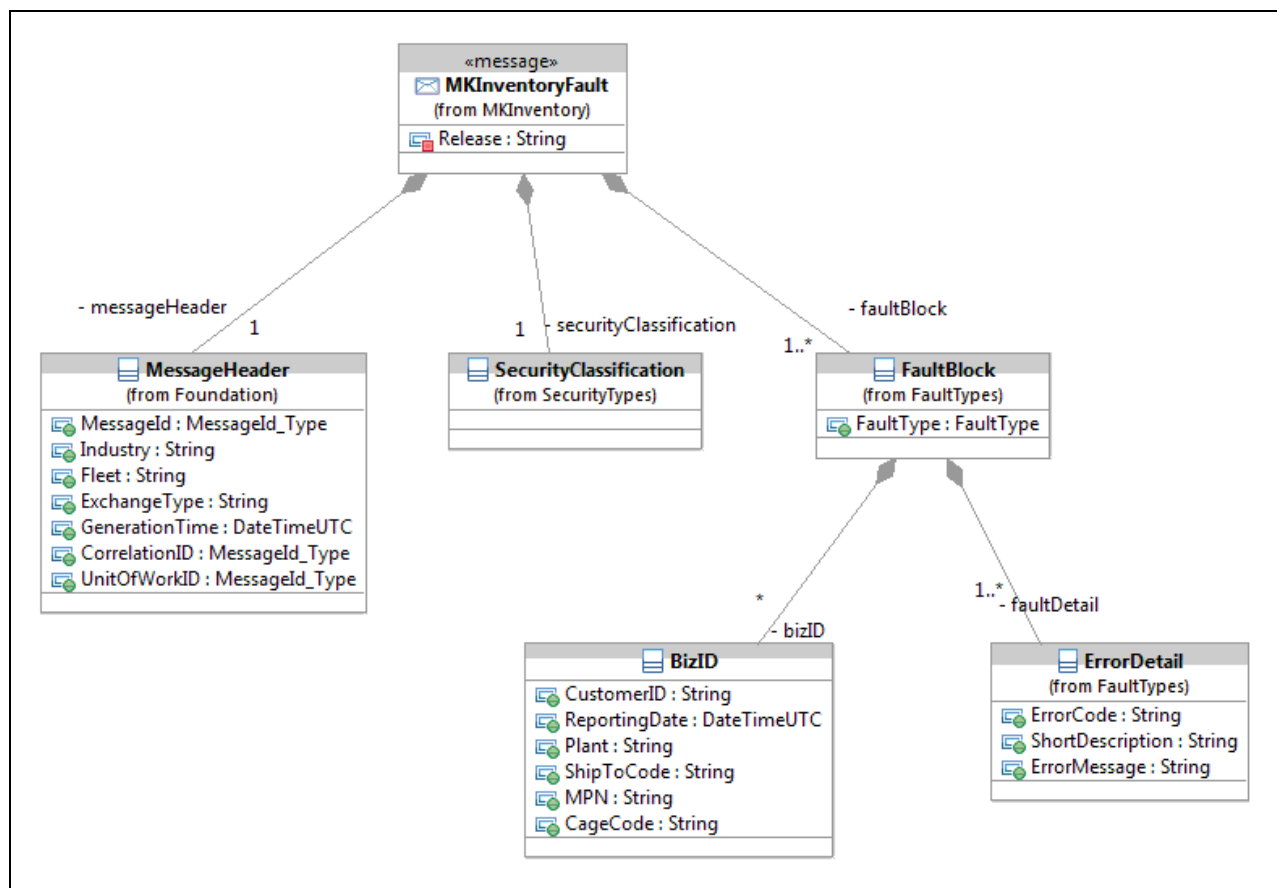 «message»
MKInventoryFault
(from MKInventory)
Release : String
- messageHeader
1
1
- securityClassification
- faultBlock
1..*
MessageHeader
(from Foundation)
MessageId : MessageId_Type
Industry : String
Fleet : String
ExchangeType : String
GenerationTime : DateTimeUTC
CorrelationID : MessageId_Type
UnitOfWorkID : MessageId_Type
SecurityClassification
(from SecurityTypes)
FaultBlock
(from FaultTypes)
FaultType : FaultType
*
- bizID
1..*
- faultDetail
BizID
CustomerID : String
ReportingDate : DateTimeUTC
Plant : String
ShipToCode : String
MPN : String
CageCode : String
ErrorDetail
(from FaultTypes)
ErrorCode : String
ShortDescription : String
ErrorMessage : String